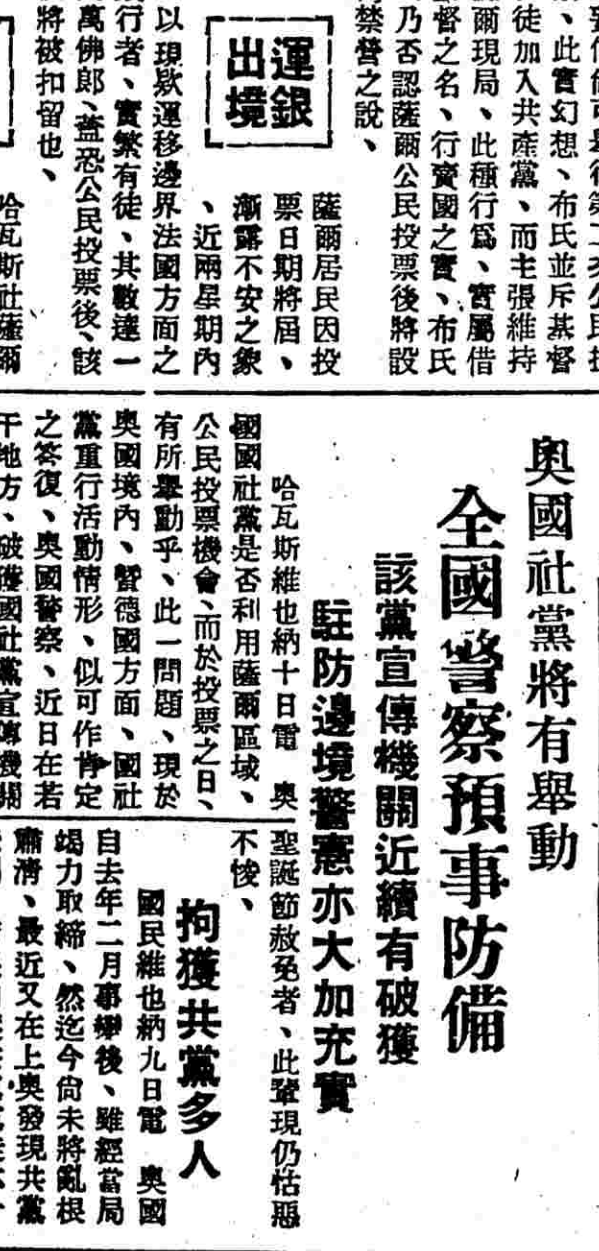 、此實幻想、布氏並斥基督
徒加入共產黨、而主張維持
爾現局、此種行爲、實屬借
督之名、行賣國之實、布氏
乃否認薩爾公民投票後將設
禁營之說、
運銀
出境
薩爾居民因投
票日期將屆、
漸露不安之象
、近兩星期內
以現欵運移邊界法國方面之
行者、實繁有徒、其數達一
萬佛郎、蓋恐公民投票後、該
將被扣留也、
哈瓦斯社薩爾
奧國社黨將有舉動
全國警察預事防備
該黨宣傳機關近續有破獲
駐防邊境警憲亦大加充實
哈瓦斯維也納十日電 奧
國國社黨是否利用薩爾區域、
公民投票機會、而於投票之日、
有所舉動乎、此一問題、現於
奧國境內、暨德國方面、國社
黨重行活動情形、似可作肯定
之答復、奧國警察、近日在若
干地方、破獲國社黨宣傳機關
聖誕節赦免者、此輩現仍怙惡
不悛、
拘獲共黨多人
國民維也納九日電 奧國
自去年二月事變後、雖經當局
竭力取締、然迄今尙未將亂根
肅淸、最近又在上奧發現共黨